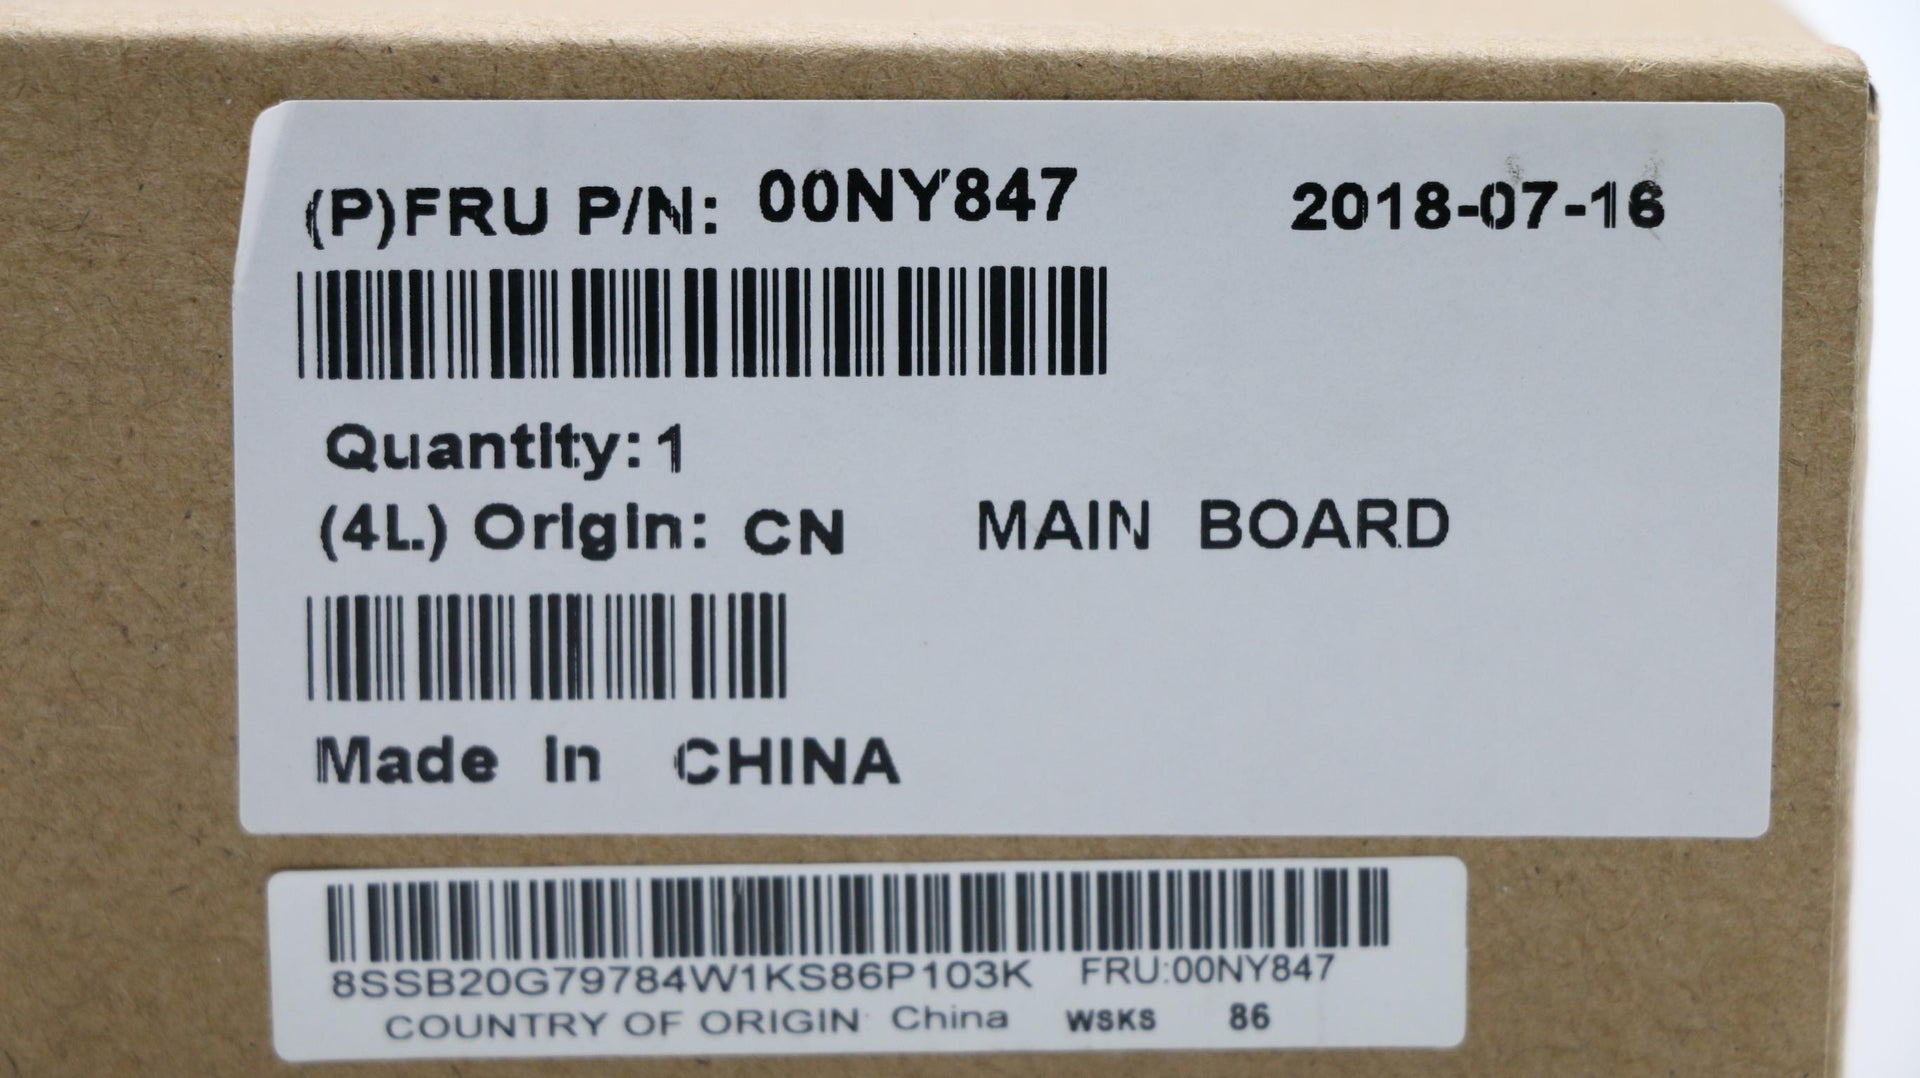 (P)FRU P/N: 00NY847 2018-07-16
Quantity: 1
(4L) Origin: CN MAIN BOARD
Made In CHINA
8SSB20G79784W1KS86P103K FRU:00NY847
COUNTRY OF ORIGIN: China WSKS 86